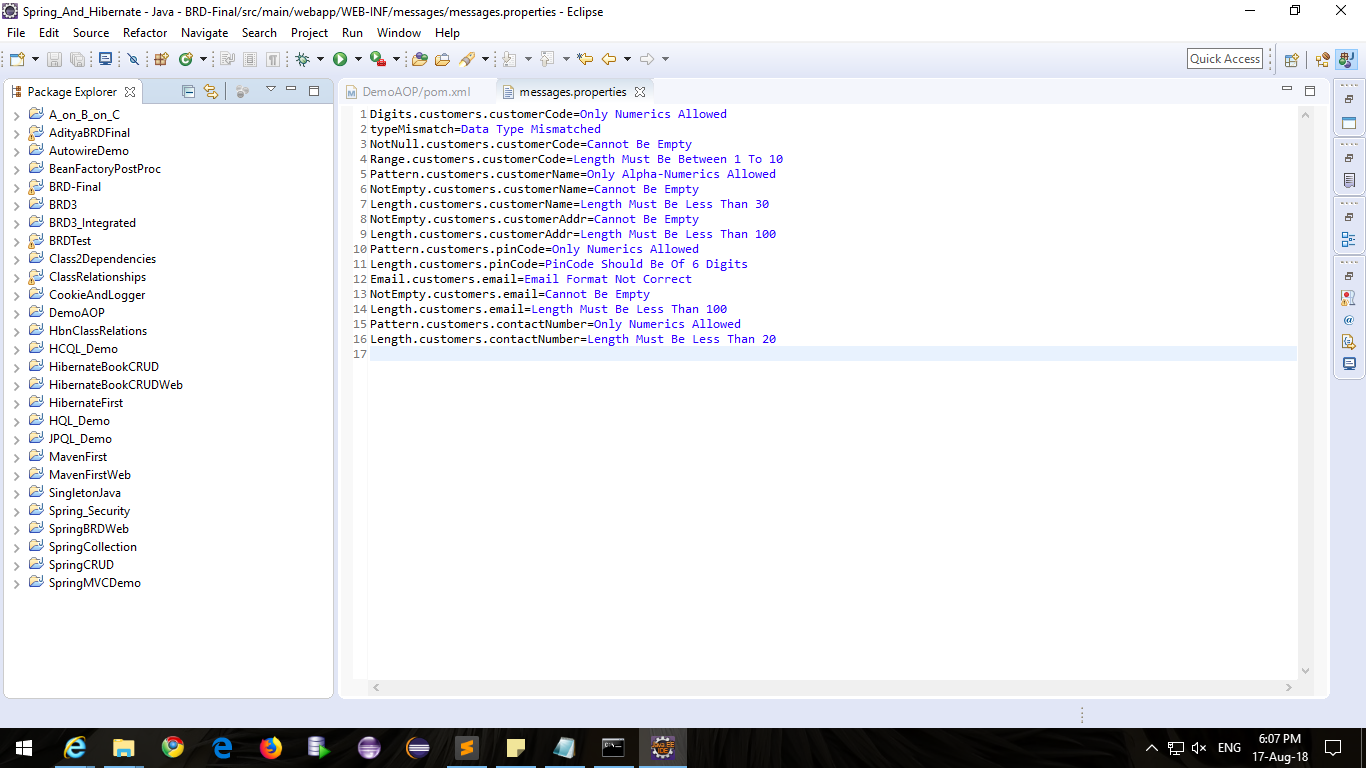 Spring_And_Hibernate - Java - BRD-Final/src/main/webapp/WEB-INF/messages/messages.properties - Eclipse
File Edit Source Refactor Navigate Search Project Run Window Help
Quick Access
Package Explorer
A_on_B_on_C
AdityaBRDFinal
AutowireDemo
BeanFactoryPostProc
BRD-Final
BRD3
BRD3_Integrated
BRDTest
Class2Dependencies
ClassRelationships
CookieAndLogger
DemoAOP
HbnClassRelations
HCQL_Demo
HibernateBookCRUD
HibernateBookCRUDWeb
HibernateFirst
HQL_Demo
JPQL_Demo
MavenFirst
MavenFirstWeb
SingletonJava
Spring_Security
SpringBRDWeb
SpringCollection
SpringCRUD
SpringMVCDemo
DemoAOP/pom.xml messages.properties
1 Digits.customers.customerCode=Only Numerics Allowed
2 typeMismatch=Data Type Mismatched
3 NotNull.customers.customerCode=Cannot Be Empty
4 Range.customers.customerCode=Length Must Be Between 1 To 10
5 Pattern.customers.customerName=Only Alpha-Numerics Allowed
6 NotEmpty.customers.customerName=Cannot Be Empty
7 Length.customers.customerName=Length Must Be Less Than 30
8 NotEmpty.customers.customerAddr=Cannot Be Empty
9 Length.customers.customerAddr=Length Must Be Less Than 100
10 Pattern.customers.pinCode=Only Numerics Allowed
11 Length.customers.pinCode=PinCode Should Be Of 6 Digits
12 Email.customers.email=Email Format Not Correct
13 NotEmpty.customers.email=Cannot Be Empty
14 Length.customers.email=Length Must Be Less Than 100
15 Pattern.customers.contactNumber=Only Numerics Allowed
16 Length.customers.contactNumber=Length Must Be Less Than 20
17
ENG
6:07 PM
17-Aug-18